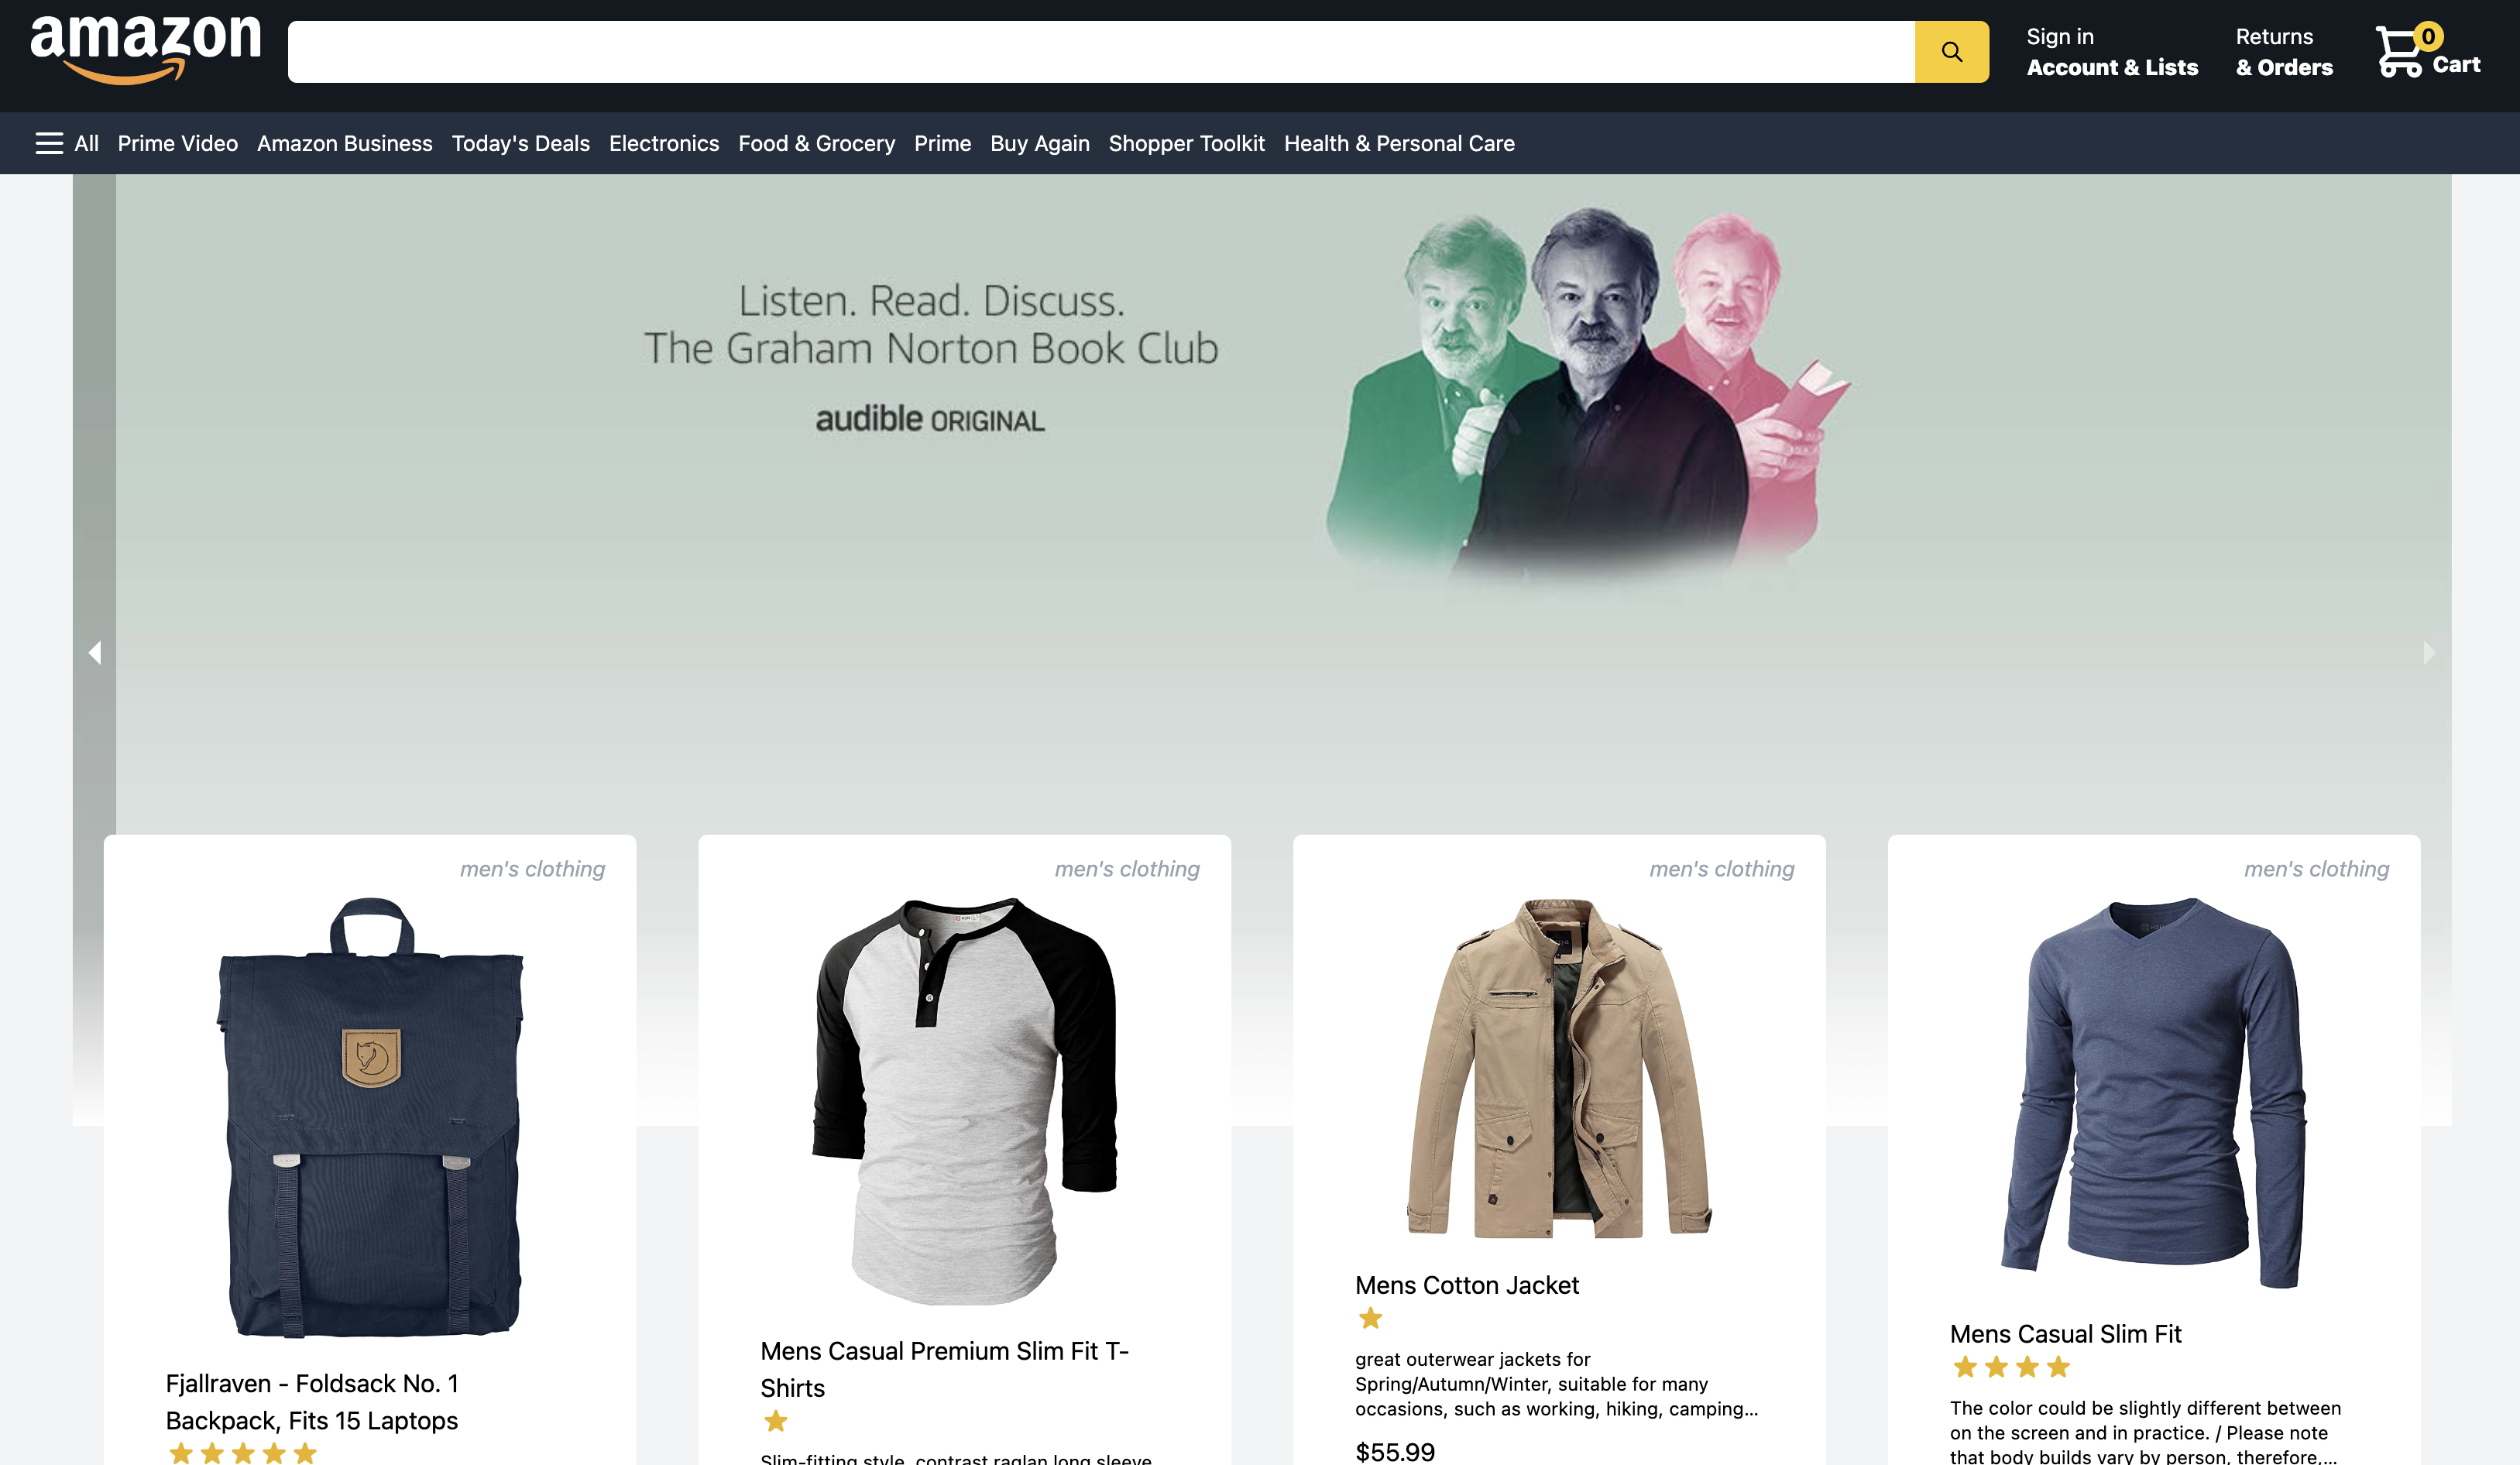 amazon
Sign in
Account & Lists
Returns
& Orders
0
Cart
All Prime Video Amazon Business Today's Deals Electronics Food & Grocery Prime Buy Again Shopper Toolkit Health & Personal Care
Listen. Read. Discuss.
The Graham Norton Book Club
audible ORIGINAL
men's clothing
Fjallraven - Foldsack No. 1
Backpack, Fits 15 Laptops
men's clothing
Mens Casual Premium Slim Fit T-
Shirts
Slim-fitting style, contrast raglan long sleeve
men's clothing
Mens Cotton Jacket
great outerwear jackets for
Spring/Autumn/Winter, suitable for many
occasions, such as working, hiking, camping...
$55.99
men's clothing
Mens Casual Slim Fit
The color could be slightly different between
on the screen and in practice. / Please note
that body builds vary by person, therefore,...